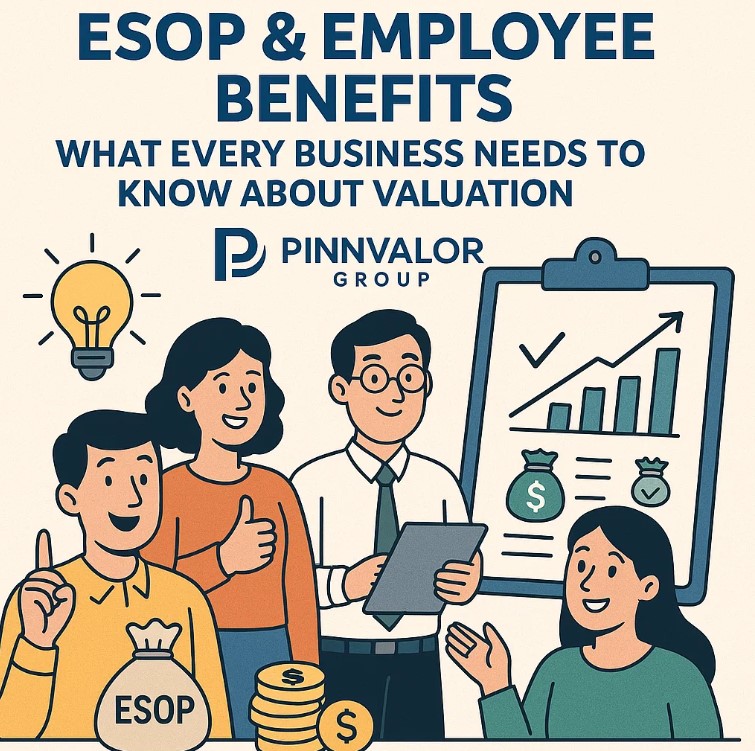 ESOP & EMPLOYEE
BENEFITS
WHAT EVERY BUSINESS NEEDS TO
KNOW ABOUT VALUATION
PINNVALOR
GROUP
$
ESOP
$
$